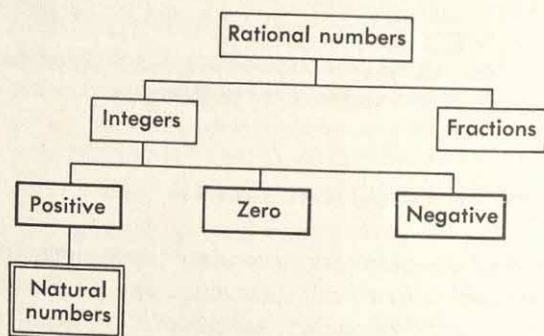 Rational numbers
Integers
Fractions
Positive
Zero
Negative
Natural
numbers